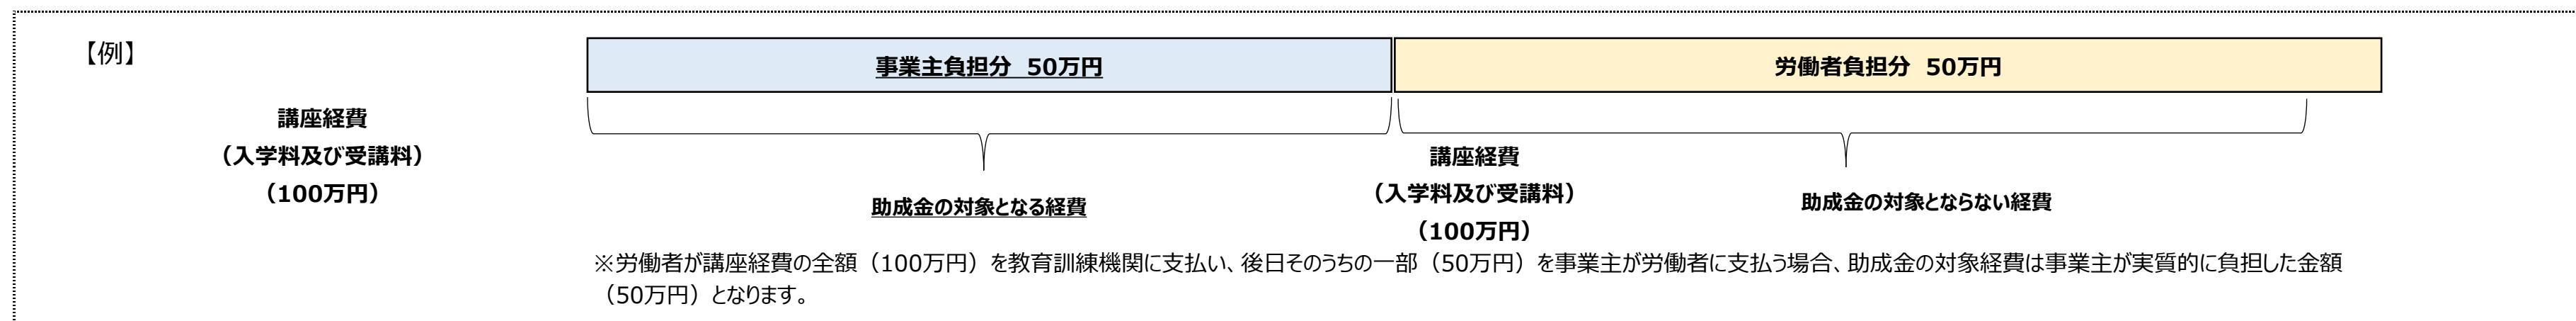 【例】
事業主負担分 50万円
労働者負担分 50万円
講座経費
（入学料及び受講料）
（100万円）
助成金の対象となる経費
講座経費
（入学料及び受講料）
（100万円）
助成金の対象とならない経費
※労働者が講座経費の全額（100万円）を教育訓練機関に支払い、後日そのうちの一部（50万円）を事業主が労働者に支払う場合、助成金の対象経費は事業主が実質的に負担した金額
（50万円）となります。